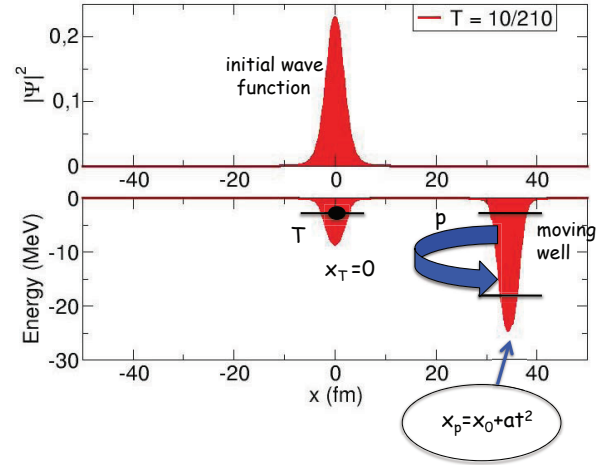 T = 10/210
0,2
0,1
0
|Ψ|²
initial wave
function
-40 -20 0 20 40
0
-10
-20
-30
Energy (MeV)
T
x_T=0
p
moving
well
-40 -20 0 20 40
x (fm)
x_p=x_0+at²